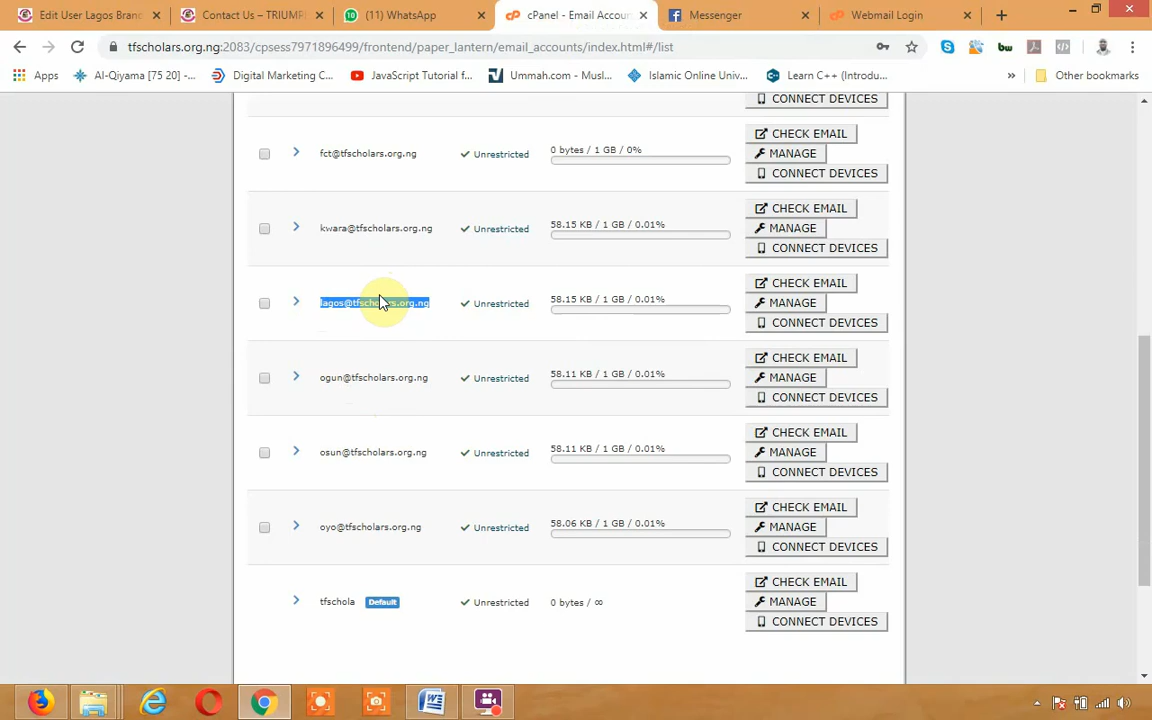 Edit User Lagos Brand
Contact Us – TRIUMPH
(11) WhatsApp
cPanel - Email Accoun
Messenger
Webmail Login
tfscholars.org.ng:2083/cpsess7971896499/frontend/paper_lantern/email_accounts/index.html#/list
Apps
Al-Qiyama [75 20] -...
Digital Marketing C...
JavaScript Tutorial f...
Ummah.com - Musl...
Islamic Online Univ...
Learn C++ (Introdu...
Other bookmarks
CONNECT DEVICES
fct@tfscholars.org.ng
Unrestricted
0 bytes / 1 GB / 0%
CHECK EMAIL
MANAGE
CONNECT DEVICES
kwara@tfscholars.org.ng
Unrestricted
58.15 KB / 1 GB / 0.01%
CHECK EMAIL
MANAGE
CONNECT DEVICES
lagos@tfscholars.org.ng
Unrestricted
58.15 KB / 1 GB / 0.01%
CHECK EMAIL
MANAGE
CONNECT DEVICES
ogun@tfscholars.org.ng
Unrestricted
58.11 KB / 1 GB / 0.01%
CHECK EMAIL
MANAGE
CONNECT DEVICES
osun@tfscholars.org.ng
Unrestricted
58.11 KB / 1 GB / 0.01%
CHECK EMAIL
MANAGE
CONNECT DEVICES
oyo@tfscholars.org.ng
Unrestricted
58.06 KB / 1 GB / 0.01%
CHECK EMAIL
MANAGE
CONNECT DEVICES
tfschola Default
Unrestricted
0 bytes / ∞
CHECK EMAIL
MANAGE
CONNECT DEVICES